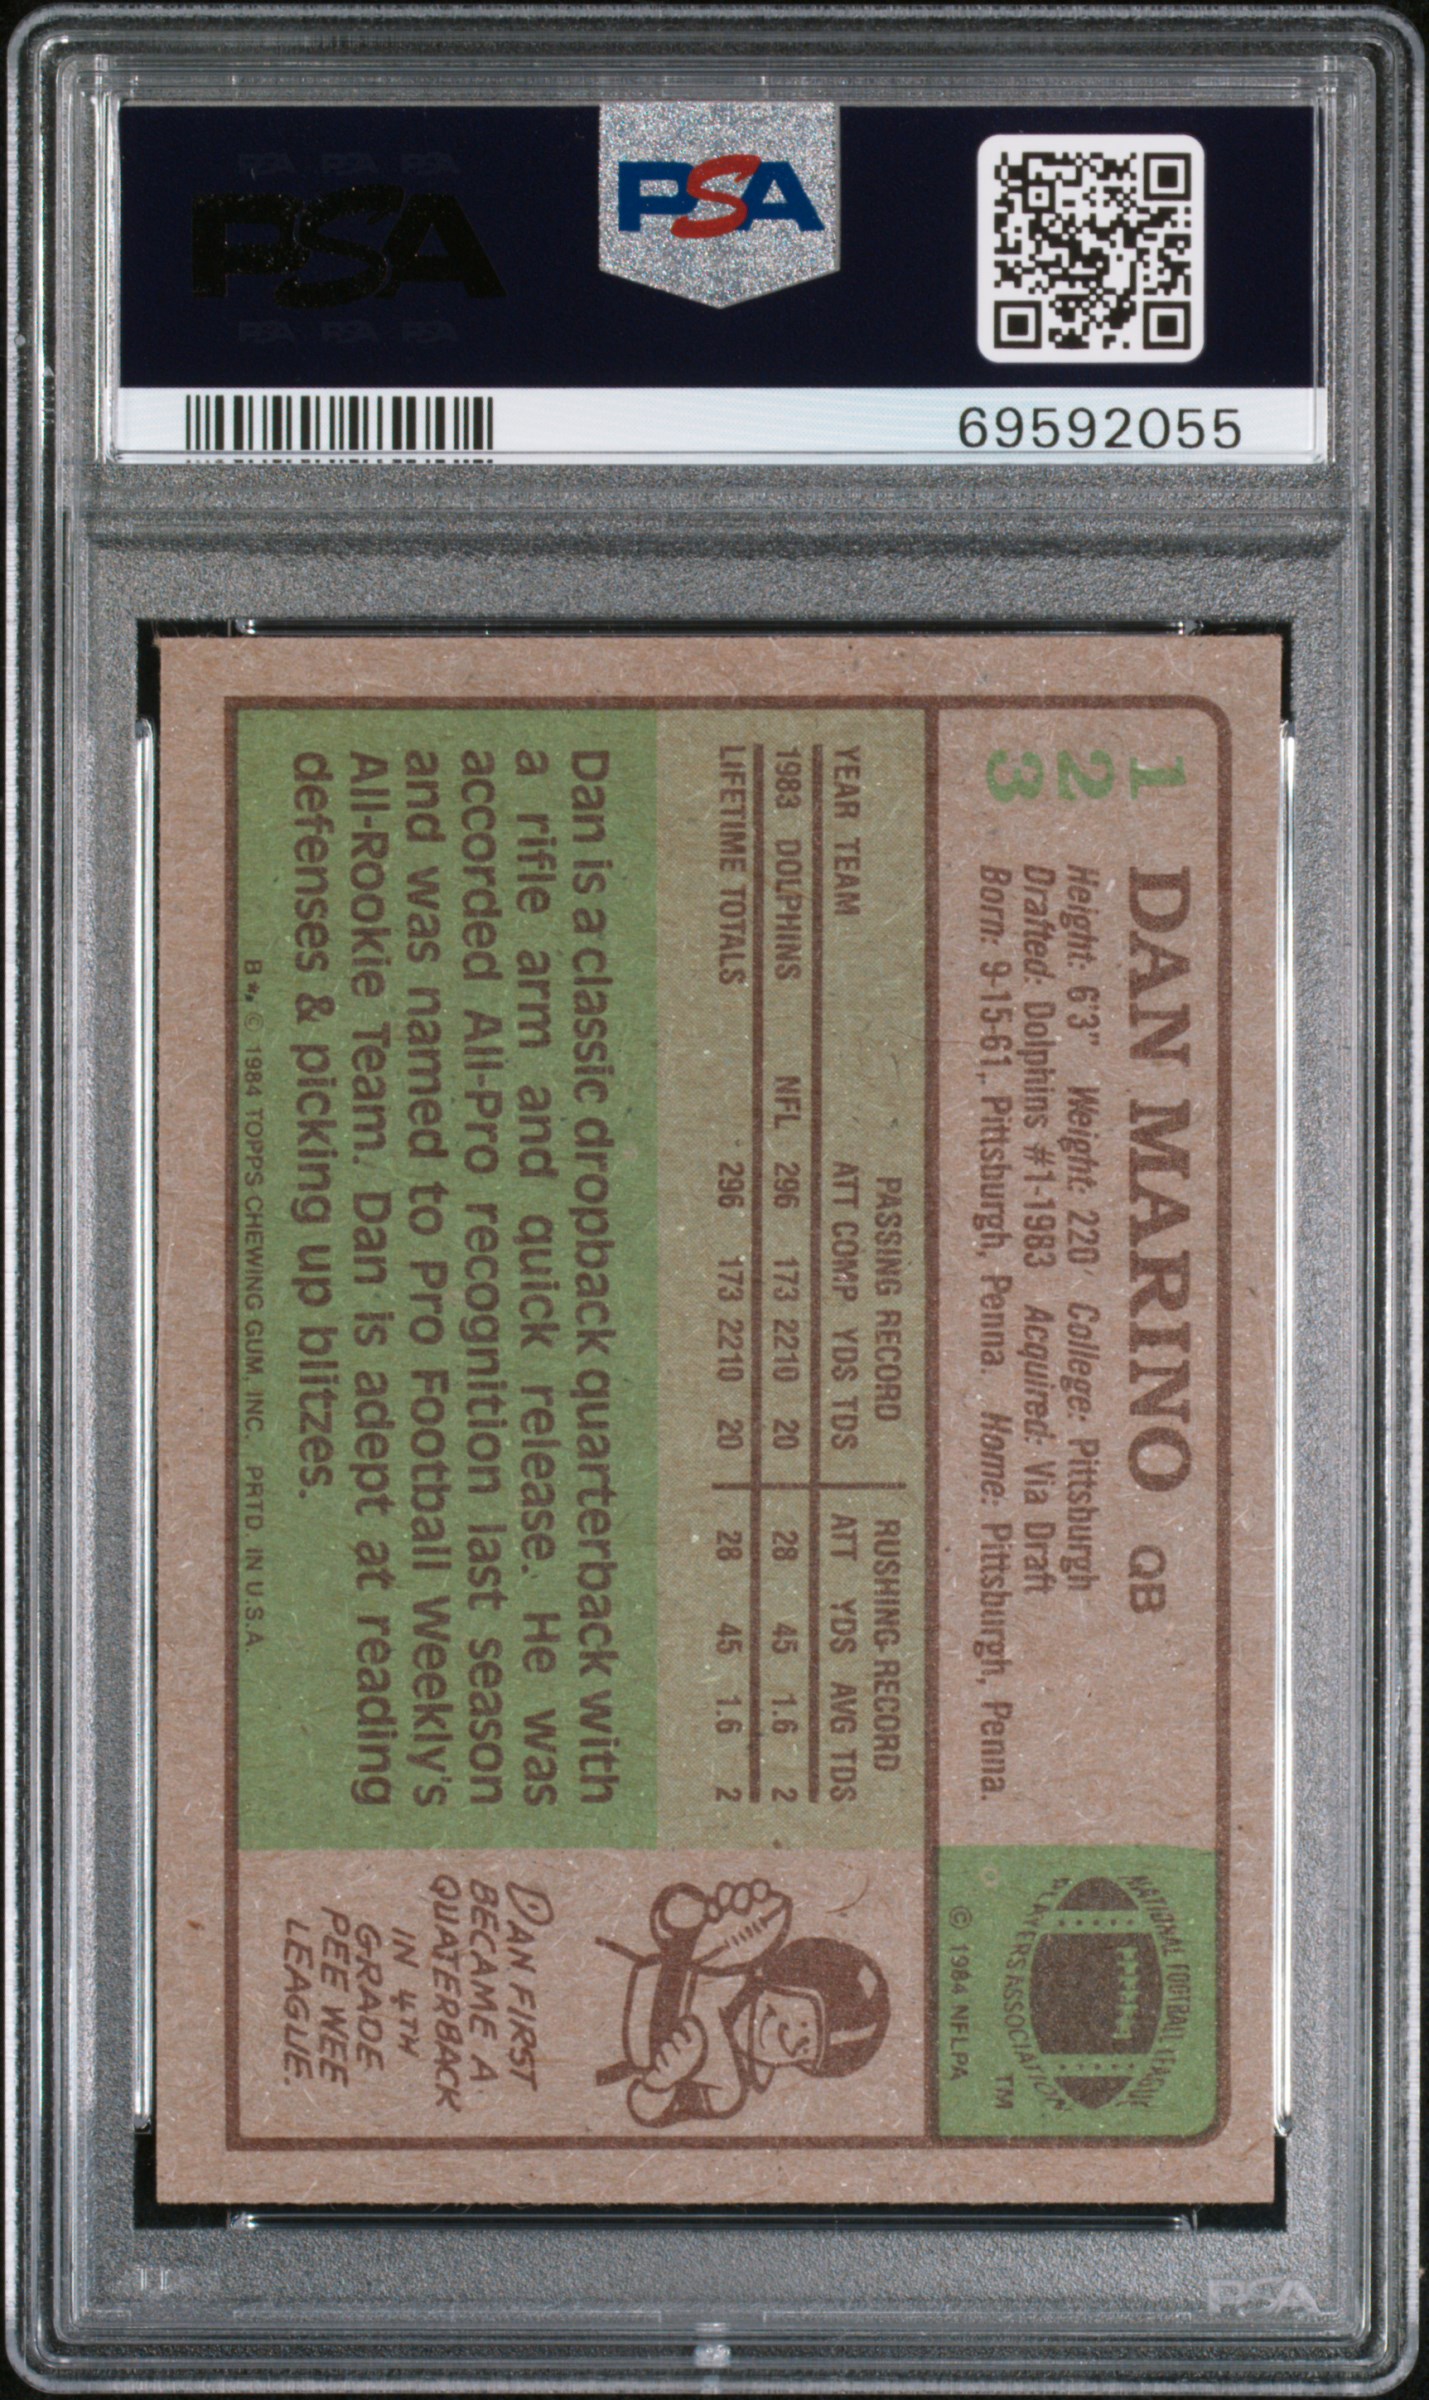 PSA PSA PSA
PSA
PSA PSA PSA
PSA
69592055
123
DAN MARINO QB
Height: 6'3" Weight: 220 College: Pittsburgh
Drafted: Dolphins #1-1983 Acquired: Via Draft
Born: 9-15-61, Pittsburgh, Penna. Home: Pittsburgh, Penna.
NATIONAL FOOTBALL LEAGUE
PLAYERS ASSOCIATION
TM
© 1984 NFLPA
PASSING RECORD RUSHING RECORD
YEAR TEAM ATT COMP YDS TDS ATT YDS AVG TDS
1983 DOLPHINS NFL 296 173 2210 20 28 45 1.6 2
LIFETIME TOTALS 296 173 2210 20 28 45 1.6 2
Dan is a classic dropback quarterback with
a rifle arm and quick release. He was
accorded All-Pro recognition last season
and was named to Pro Football Weekly's
All-Rookie Team. Dan is adept at reading
defenses & picking up blitzes.
DAN FIRST
BECAME A
QUATERBACK
IN 4TH
GRADE
PEE WEE
LEAGUE.
B*, © 1984 TOPPS CHEWING GUM, INC. PRTD. IN U.S.A.
PSA